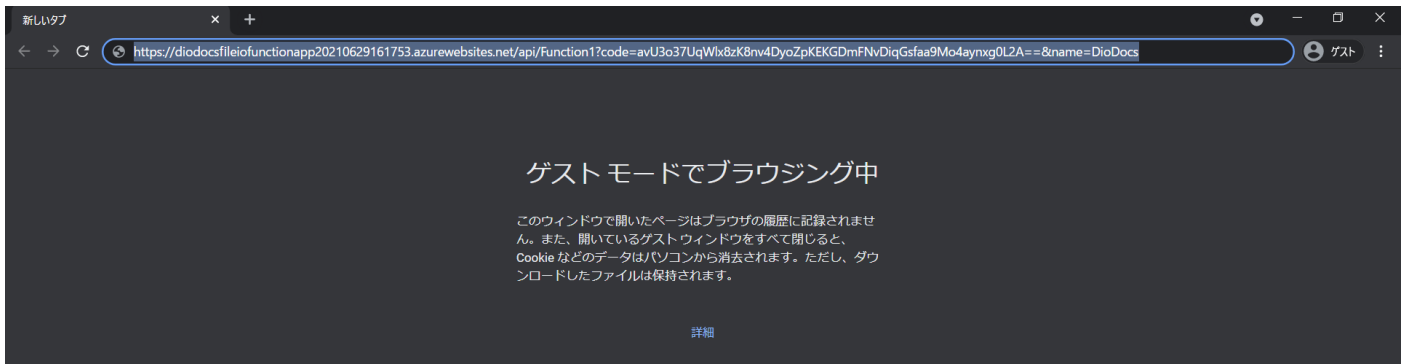 新しいタブ
https://diodocsfileiofunctionapp20210629161753.azurewebsites.net/api/Function1?code=avU3o37UqWlx8zK8nv4DyoZpKEKGDmFNvDiqGsfaa9Mo4aynxg0L2A==&name=DioDocs
ゲスト
ゲスト モードでブラウジング中
このウィンドウで開いたページはブラウザの履歴に記録されませ
ん。また、開いているゲスト ウィンドウをすべて閉じると、
Cookie などのデータはパソコンから消去されます。ただし、ダウ
ンロードしたファイルは保持されます。
詳細